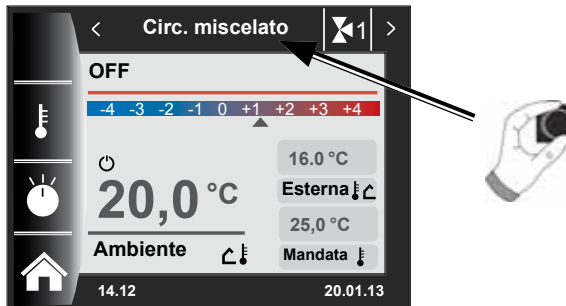 < Circ. miscelato 1 >
OFF
-4 -3 -2 -1 0 +1 +2 +3 +4
16.0 °C
Esterna
20,0 °C
25,0 °C
Ambiente
Mandata
14.12 20.01.13